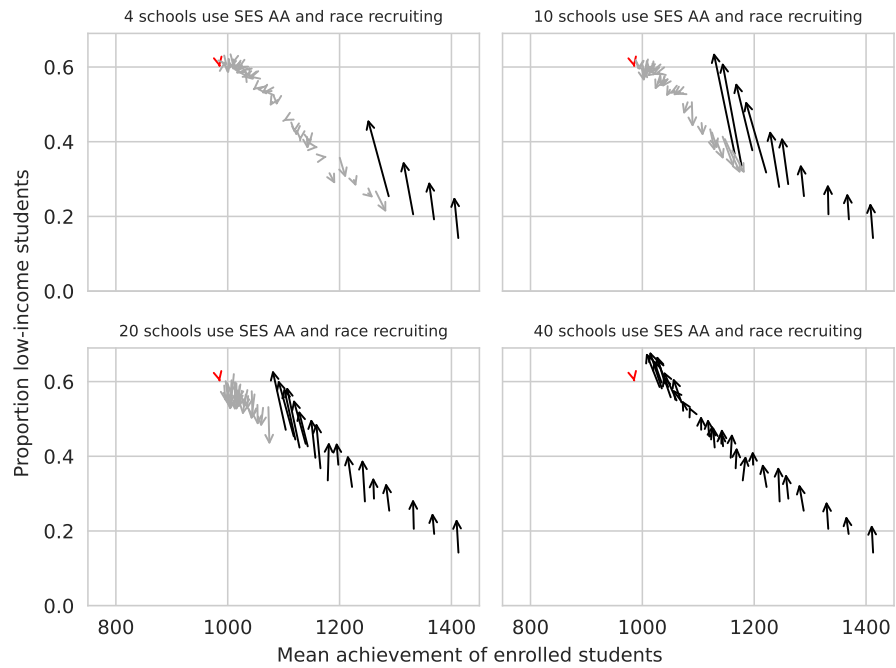 4 schools use SES AA and race recruiting
10 schools use SES AA and race recruiting
0.6
0.4
0.2
0.0
20 schools use SES AA and race recruiting
40 schools use SES AA and race recruiting
0.6
0.4
0.2
0.0
800 1000 1200 1400
800 1000 1200 1400
Proportion low-income students
Mean achievement of enrolled students